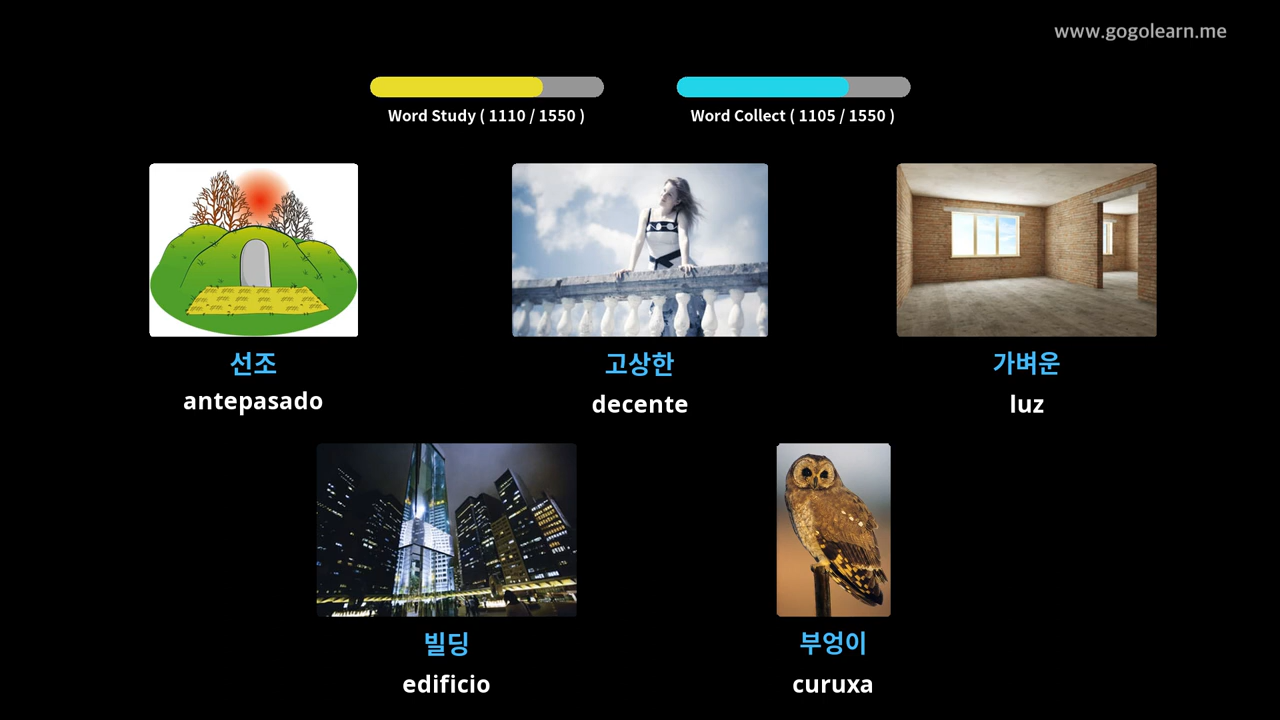 www.gogolearn.me
Word Study ( 1110 / 1550 )
Word Collect ( 1105 / 1550 )
선조
antepasado
고상한
decente
가벼운
luz
빌딩
edificio
부엉이
curuxa